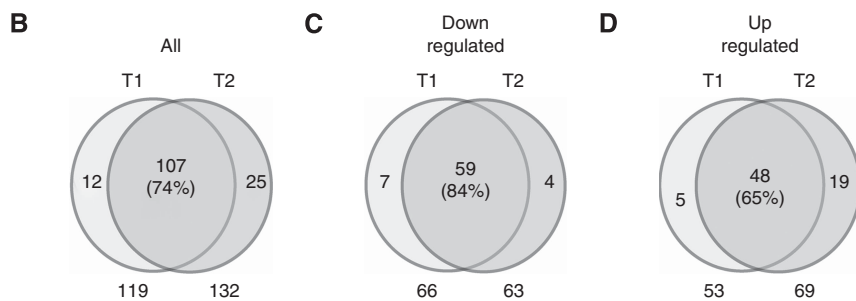 B
All
T1 T2
12
107
(74%)
25
119 132
C
Down
regulated
T1 T2
7
59
(84%)
4
66 63
D
Up
regulated
T1 T2
5
48
(65%)
19
53 69